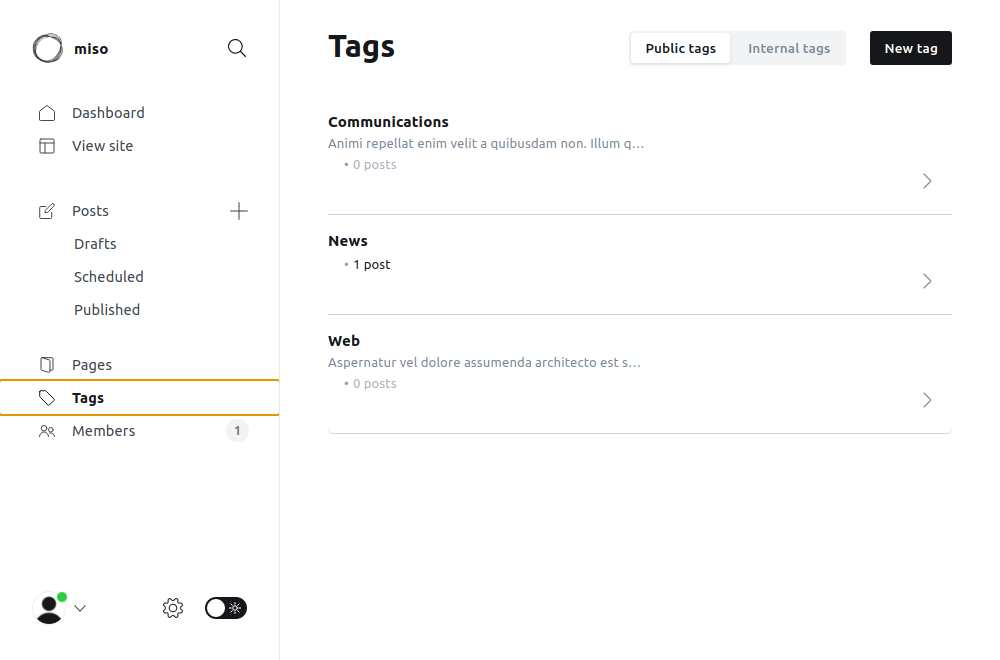 miso
Dashboard
View site
Posts
Drafts
Scheduled
Published
Pages
Tags
Members
1
Tags
Public tags
Internal tags
New tag
Communications
Animi repellat enim velit a quibusdam non. Illum q…
• 0 posts
News
• 1 post
Web
Aspernatur vel dolore assumenda architecto est s…
• 0 posts